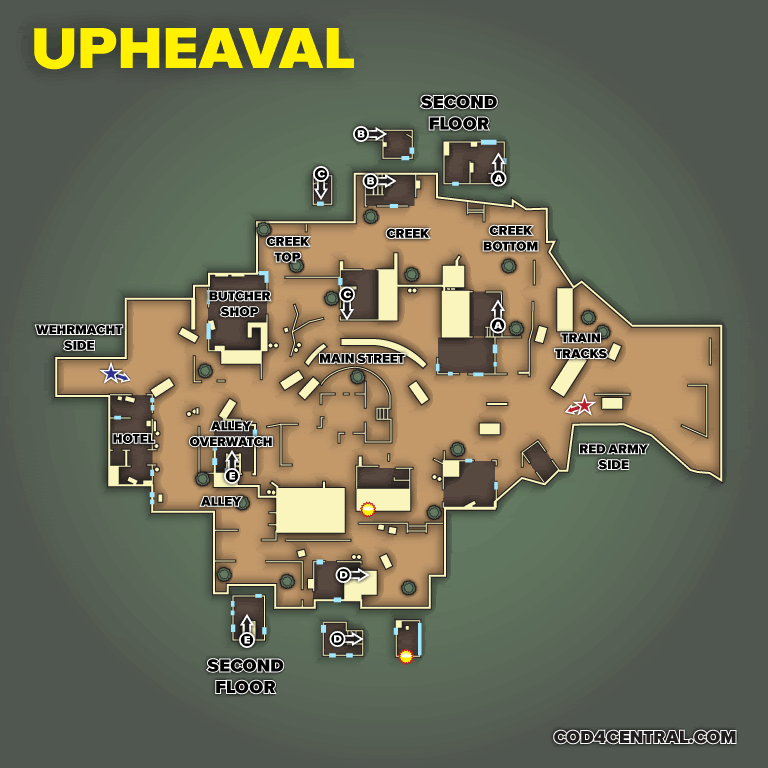 UPHEAVAL
SECOND
FLOOR
B
C
B
A
CREEK
CREEK
TOP
CREEK
BOTTOM
BUTCHER
SHOP
C
A
WEHRMACHT
SIDE
MAIN STREET
TRAIN
TRACKS
HOTEL
ALLEY
OVERWATCH
E
RED ARMY
SIDE
ALLEY
D
E
D
SECOND
FLOOR
COD4CENTRAL.COM